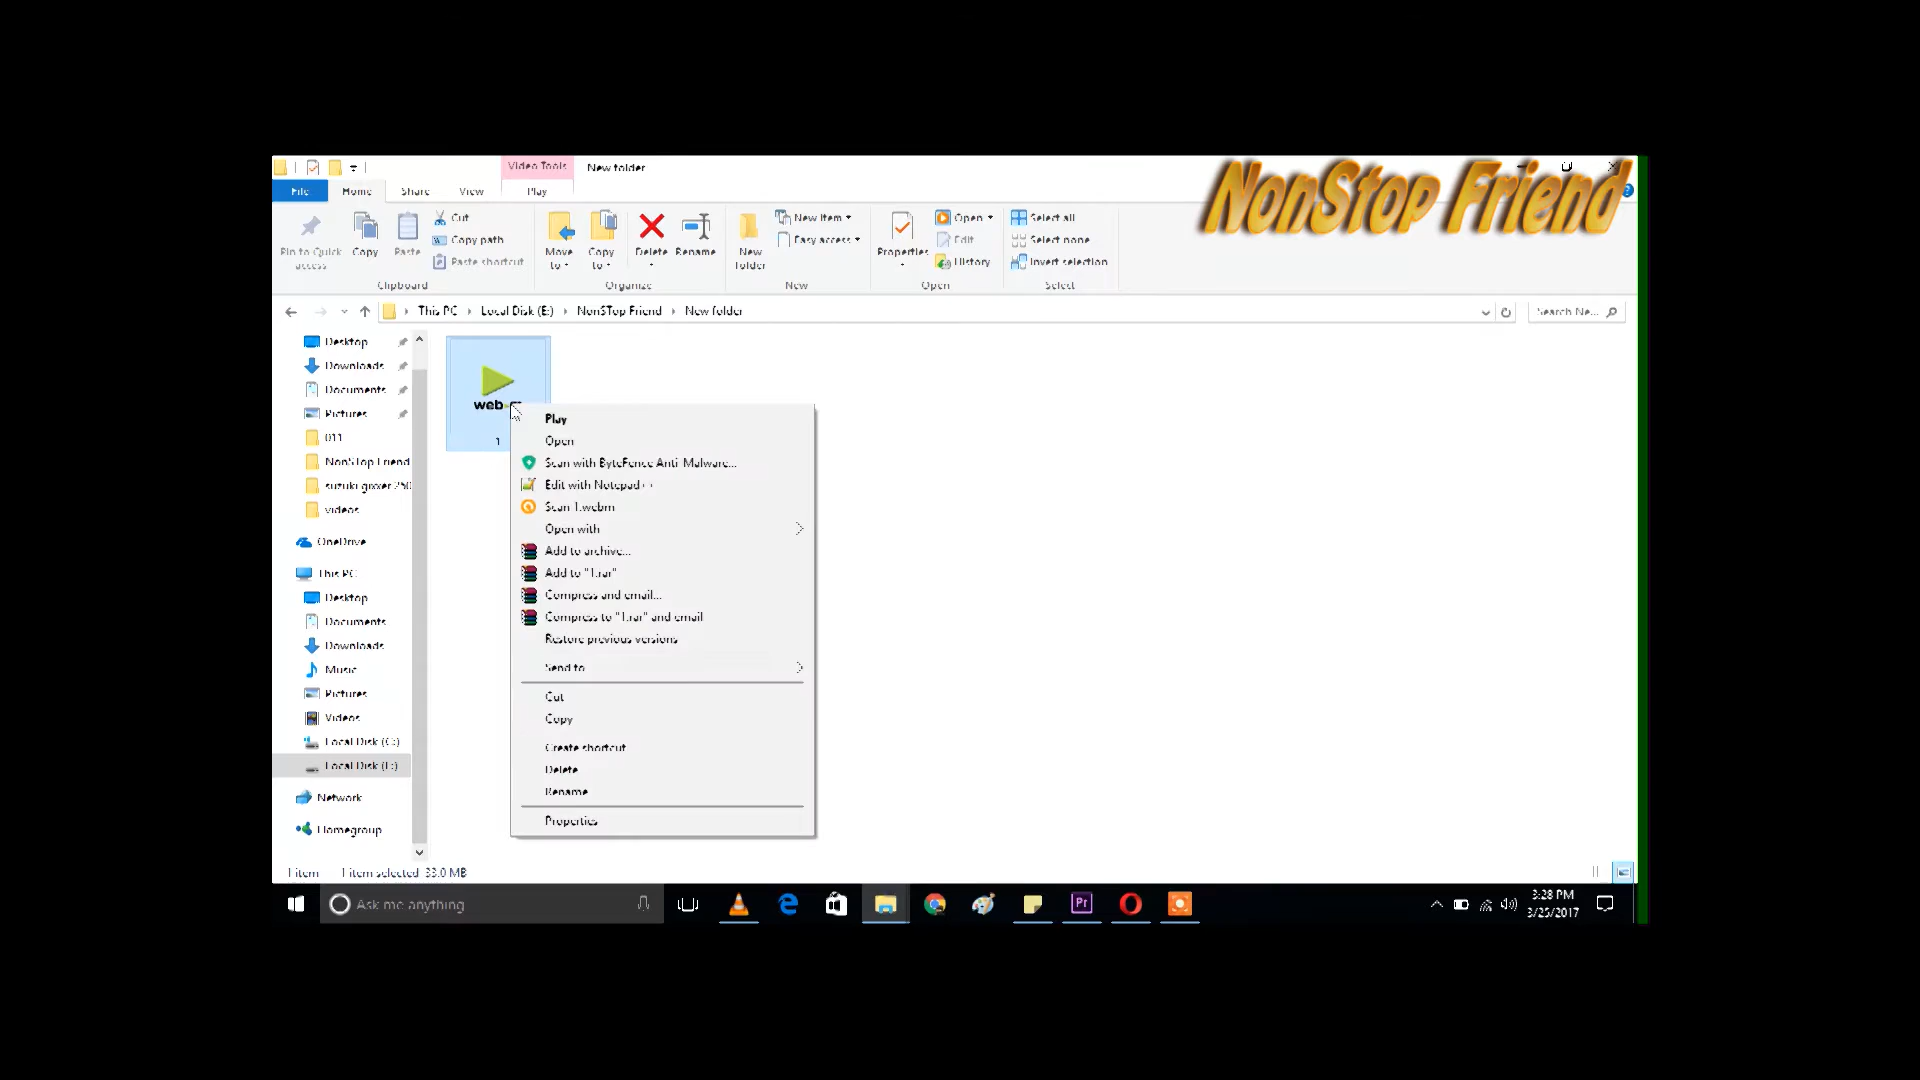 Video Tools New folder
NonStop Friend
File Home Share View Play
Pin to Quick access
Copy
Paste
Cut
Copy path
Paste shortcut
Clipboard
Move to
Copy to
Delete
Rename
Organize
New folder
New item
Easy access
New
Properties
Open
Edit
History
Open
Select all
Select none
Invert selection
Select
This PC Local Disk (E:) NonSTop Friend New folder
Search Ne...
Desktop
Downloads
Documents
Pictures
011
NonSTop Friend
suzuki gixxer 250
videos
OneDrive
This PC
Desktop
Documents
Downloads
Music
Pictures
Videos
Local Disk (C:)
Local Disk (E:)
Network
Homegroup
1
Play
Open
Scan with ByteFence Anti-Malware...
Edit with Notepad++
Scan 1.webm
Open with
Add to archive...
Add to "1.rar"
Compress and email...
Compress to "1.rar" and email
Restore previous versions
Send to
Cut
Copy
Create shortcut
Delete
Rename
Properties
1 item 1 item selected 33.0 MB
Ask me anything
Pr
3:28 PM
3/25/2017